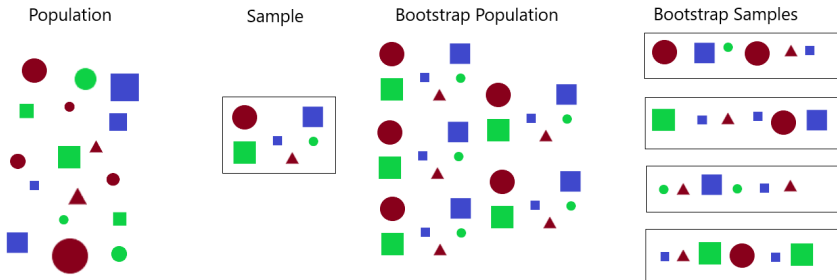 Population
Sample
Bootstrap Population
Bootstrap Samples